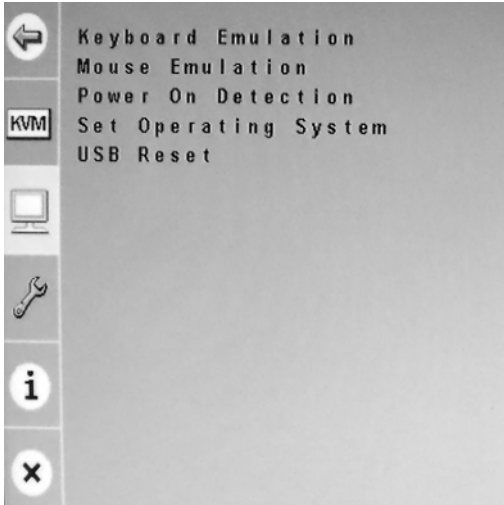 Keyboard Emulation
Mouse Emulation
Power On Detection
KVM
Set Operating System
USB Reset
i